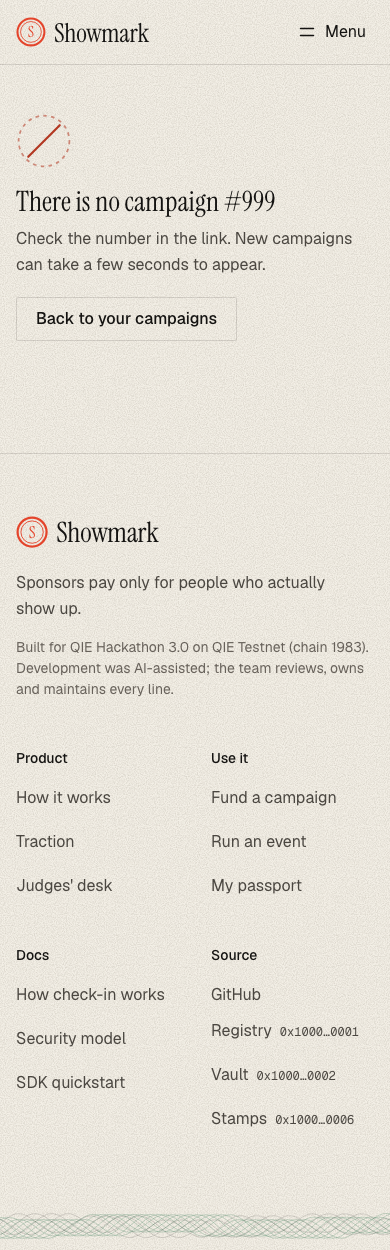 S Showmark
Menu
There is no campaign #999
Check the number in the link. New campaigns
can take a few seconds to appear.
Back to your campaigns
S Showmark
Sponsors pay only for people who actually
show up.
Built for QIE Hackathon 3.0 on QIE Testnet (chain 1983).
Development was AI-assisted; the team reviews, owns
and maintains every line.
Product
How it works
Traction
Judges' desk
Use it
Fund a campaign
Run an event
My passport
Docs
How check-in works
Security model
SDK quickstart
Source
GitHub
Registry 0x1000…0001
Vault 0x1000…0002
Stamps 0x1000…0006